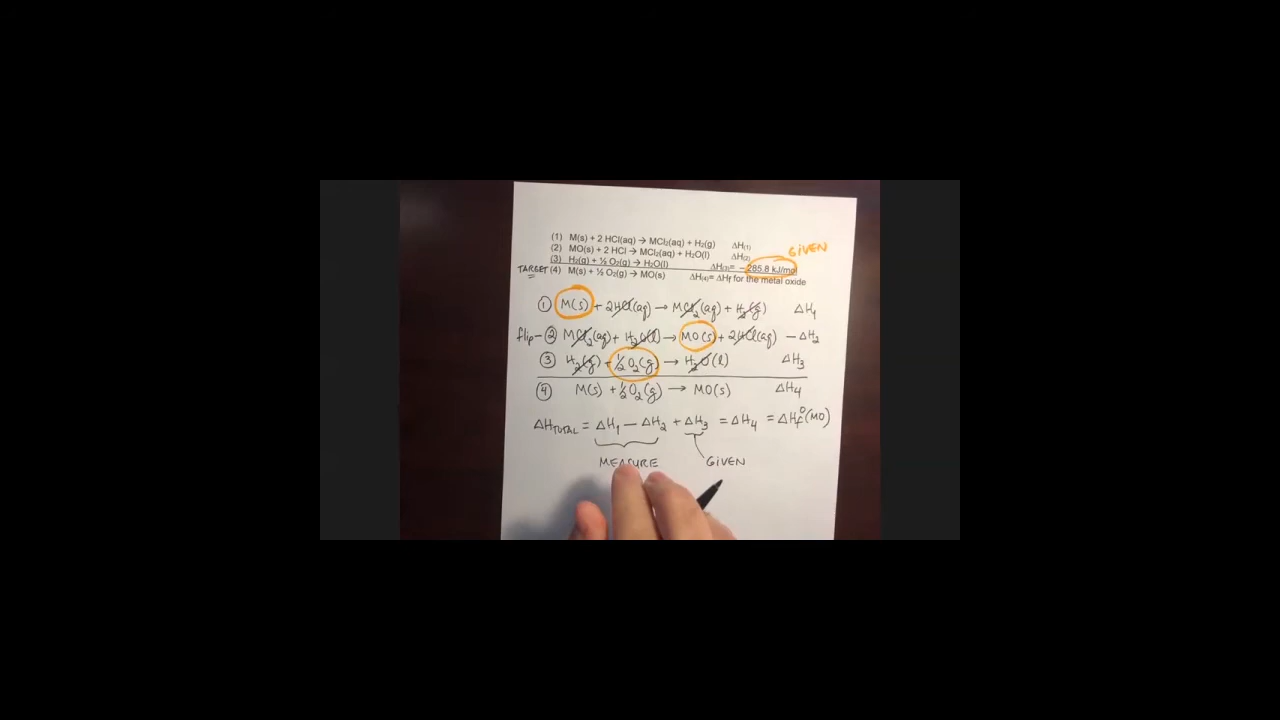 (1) M(s) + 2 HCl(aq) → MCl₂(aq) + H₂(g) ΔH(1)
GIVEN
(2) MO(s) + 2 HCl → MCl₂(aq) + H₂O(l) ΔH(2)
(3) H₂(g) + ½ O₂(g) → H₂O(l) ΔH(3)= −285.8 kJ/mol
TARGET (4) M(s) + ½ O₂(g) → MO(s) ΔH(4)= ΔHf for the metal oxide
① M(s) + 2HCl(aq) → MCl₂(aq) + H₂(g) ΔH₁
flip – ② MCl₂(aq) + H₂O(l) → MO(s) + 2HCl(aq) – ΔH₂
③ H₂(g) + ½O₂(g) → H₂O(l) ΔH₃
④ M(s) + ½O₂(g) → MO(s) ΔH₄
ΔH_TOTAL = ΔH₁ – ΔH₂ + ΔH₃ = ΔH₄ = ΔHf°(MO)
MEASURE GIVEN